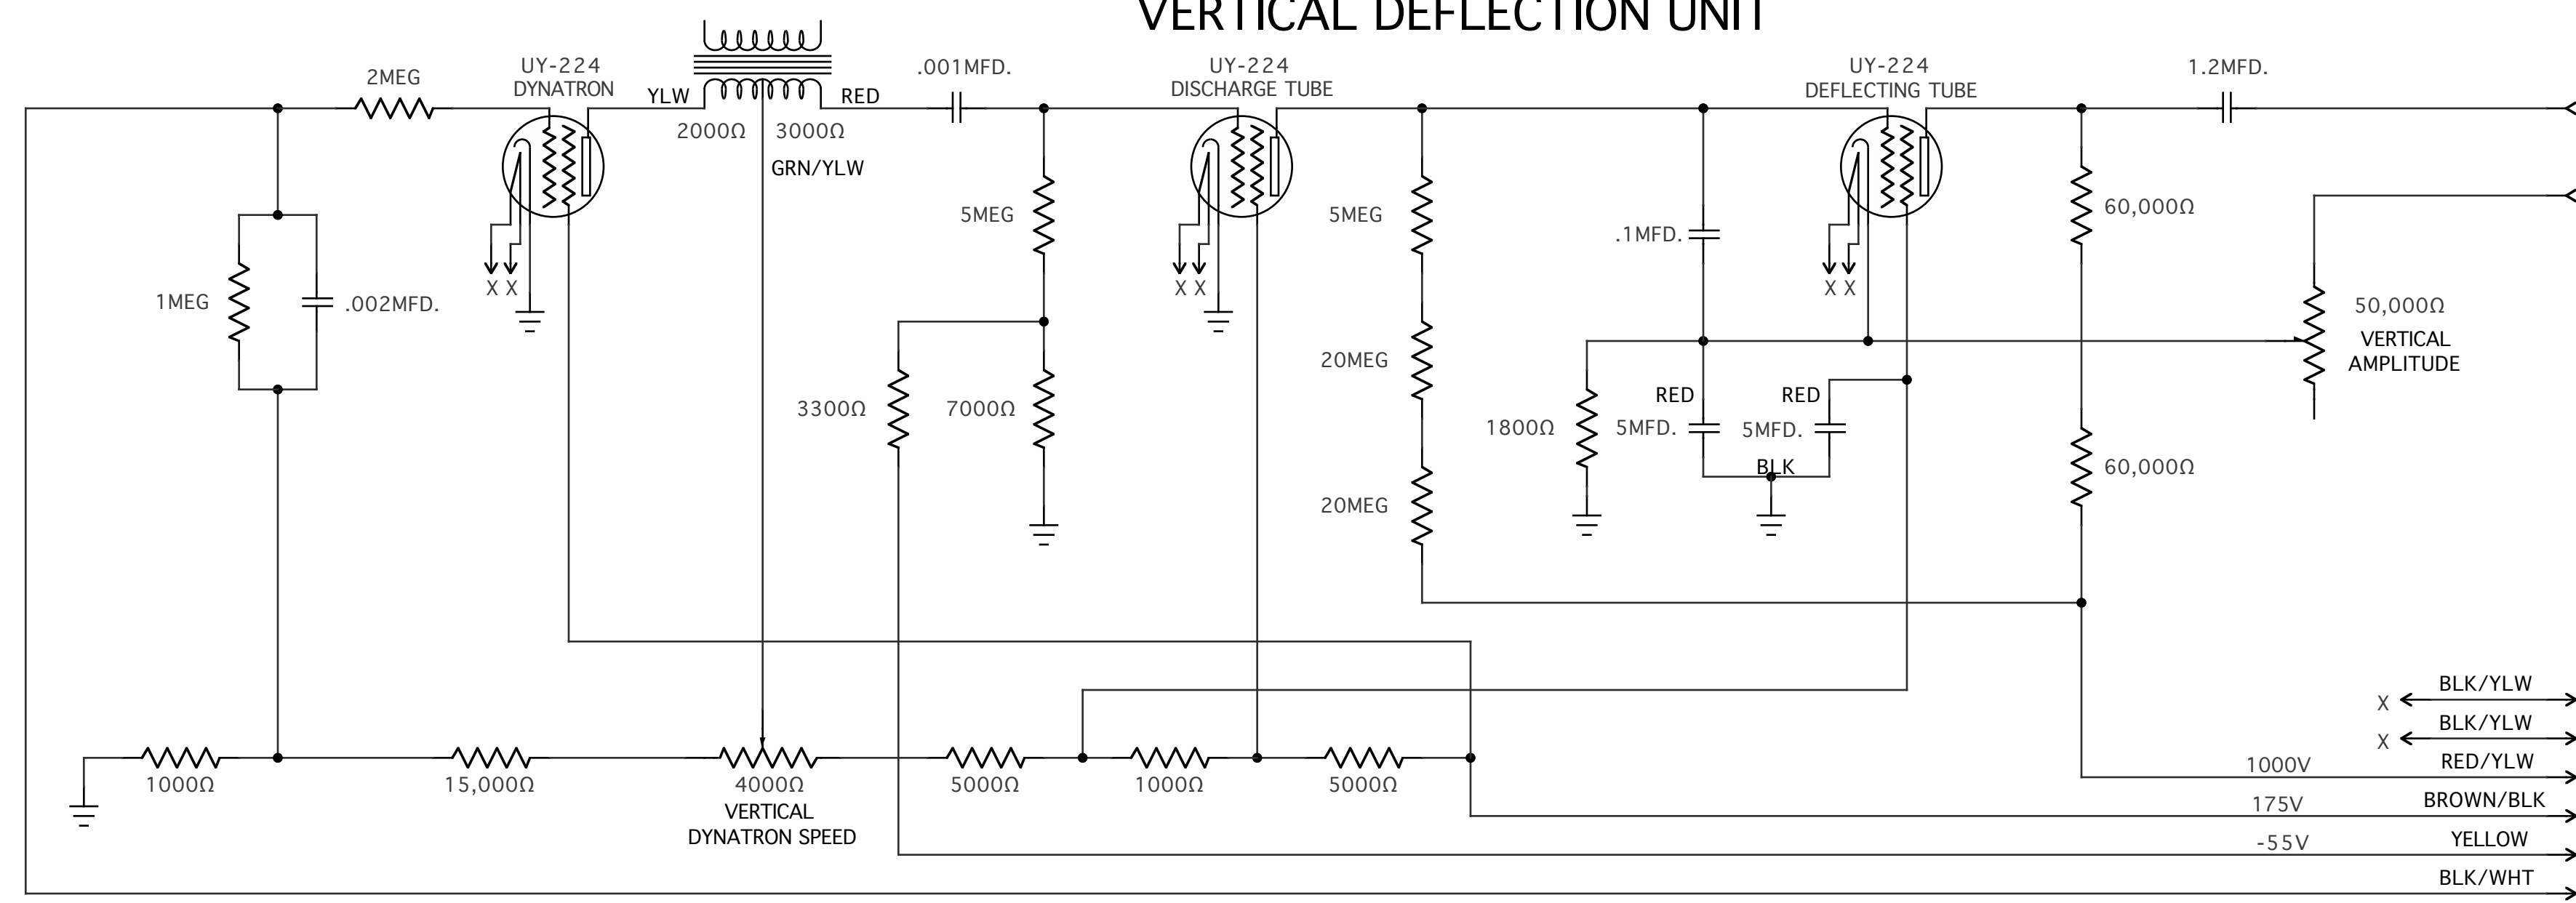 VERTICAL DEFLECTION UNIT
UY-224
DYNATRON
UY-224
DISCHARGE TUBE
UY-224
DEFLECTING TUBE
2MEG
YLW
RED
.001MFD.
1.2MFD.
2000Ω
3000Ω
GRN/YLW
5MEG
5MEG
.1MFD.
60,000Ω
X X
X X
X X
1MEG
.002MFD.
50,000Ω
VERTICAL
AMPLITUDE
20MEG
3300Ω
7000Ω
RED
RED
1800Ω
5MFD.
5MFD.
BLK
60,000Ω
20MEG
X
BLK/YLW
X
BLK/YLW
1000V
RED/YLW
1000Ω
15,000Ω
4000Ω
5000Ω
1000Ω
5000Ω
VERTICAL
DYNATRON SPEED
175V
BROWN/BLK
-55V
YELLOW
BLK/WHT